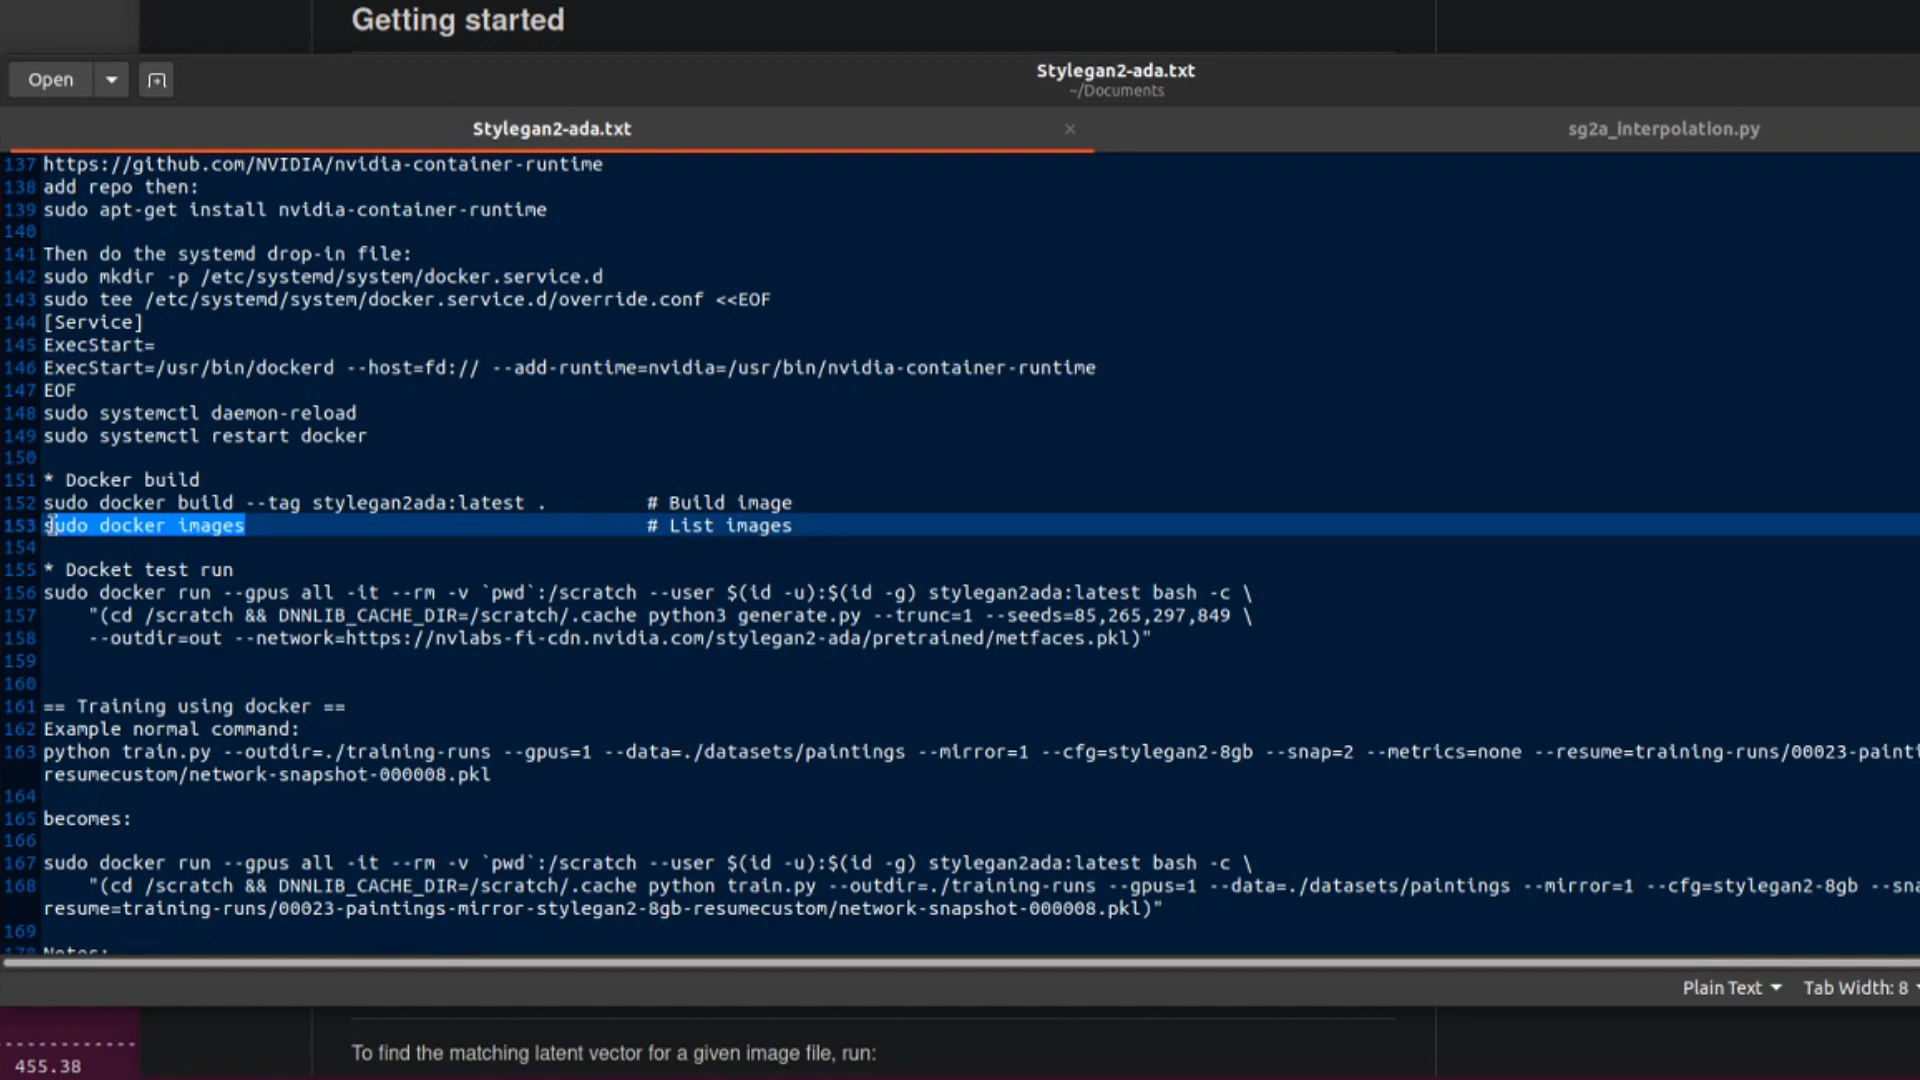 Getting started
Open
Stylegan2-ada.txt
~/Documents
Stylegan2-ada.txt
sg2a_interpolation.py
137 https://github.com/NVIDIA/nvidia-container-runtime
138 add repo then:
139 sudo apt-get install nvidia-container-runtime
140
141 Then do the systemd drop-in file:
142 sudo mkdir -p /etc/systemd/system/docker.service.d
143 sudo tee /etc/systemd/system/docker.service.d/override.conf <<EOF
144 [Service]
145 ExecStart=
146 ExecStart=/usr/bin/dockerd --host=fd:// --add-runtime=nvidia=/usr/bin/nvidia-container-runtime
147 EOF
148 sudo systemctl daemon-reload
149 sudo systemctl restart docker
150
151 * Docker build
152 sudo docker build --tag stylegan2ada:latest . # Build image
153 sudo docker images # List images
154
155 * Docket test run
156 sudo docker run --gpus all -it --rm -v `pwd`:/scratch --user $(id -u):$(id -g) stylegan2ada:latest bash -c \
157 "(cd /scratch && DNNLIB_CACHE_DIR=/scratch/.cache python3 generate.py --trunc=1 --seeds=85,265,297,849 \
158 --outdir=out --network=https://nvlabs-fi-cdn.nvidia.com/stylegan2-ada/pretrained/metfaces.pkl)"
159
160
161 == Training using docker ==
162 Example normal command:
163 python train.py --outdir=./training-runs --gpus=1 --data=./datasets/paintings --mirror=1 --cfg=stylegan2-8gb --snap=2 --metrics=none --resume=training-runs/00023-painti
resumecustom/network-snapshot-000008.pkl
164
165 becomes:
166
167 sudo docker run --gpus all -it --rm -v `pwd`:/scratch --user $(id -u):$(id -g) stylegan2ada:latest bash -c \
168 "(cd /scratch && DNNLIB_CACHE_DIR=/scratch/.cache python train.py --outdir=./training-runs --gpus=1 --data=./datasets/paintings --mirror=1 --cfg=stylegan2-8gb --sna
resume=training-runs/00023-paintings-mirror-stylegan2-8gb-resumecustom/network-snapshot-000008.pkl)"
169
170 Notes:
Plain Text Tab Width: 8
455.38
To find the matching latent vector for a given image file, run: